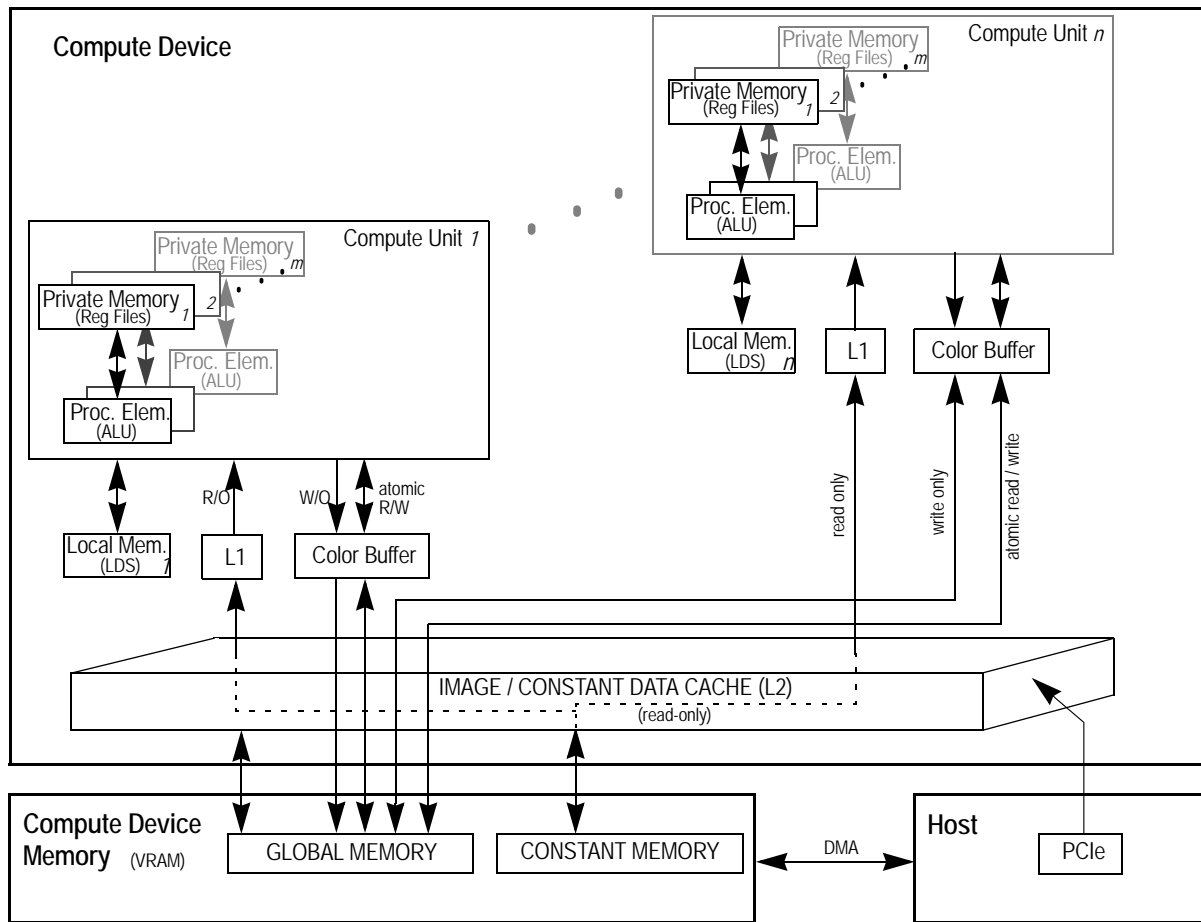 Compute Device
Compute Unit n
Private Memory
(Reg Files) m
Private Memory
(Reg Files) 1
2
Proc. Elem.
(ALU)
Proc. Elem.
(ALU)
Compute Unit 1
Private Memory
(Reg Files) m
Private Memory
(Reg Files) 1
2
Proc. Elem.
(ALU)
Proc. Elem.
(ALU)
Local Mem.
(LDS) n
L1
Color Buffer
R/O
W/O
atomic
R/W
read only
write only
atomic read / write
Local Mem.
(LDS) 1
L1
Color Buffer
IMAGE / CONSTANT DATA CACHE (L2)
(read-only)
Compute Device
Memory (VRAM)
GLOBAL MEMORY
CONSTANT MEMORY
DMA
Host
PCIe